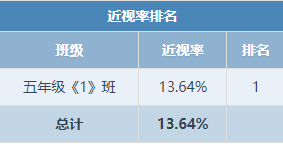 近视率排名
班级 近视率 排名
五年级《1》班 13.64% 1
总计 13.64%